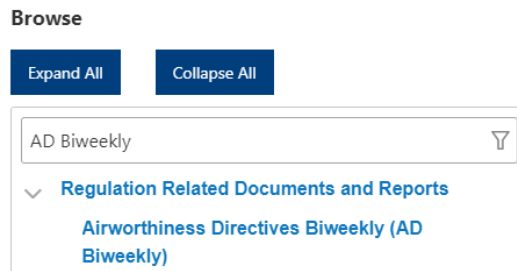 Browse
Expand All
Collapse All
AD Biweekly
Regulation Related Documents and Reports
Airworthiness Directives Biweekly (AD
Biweekly)